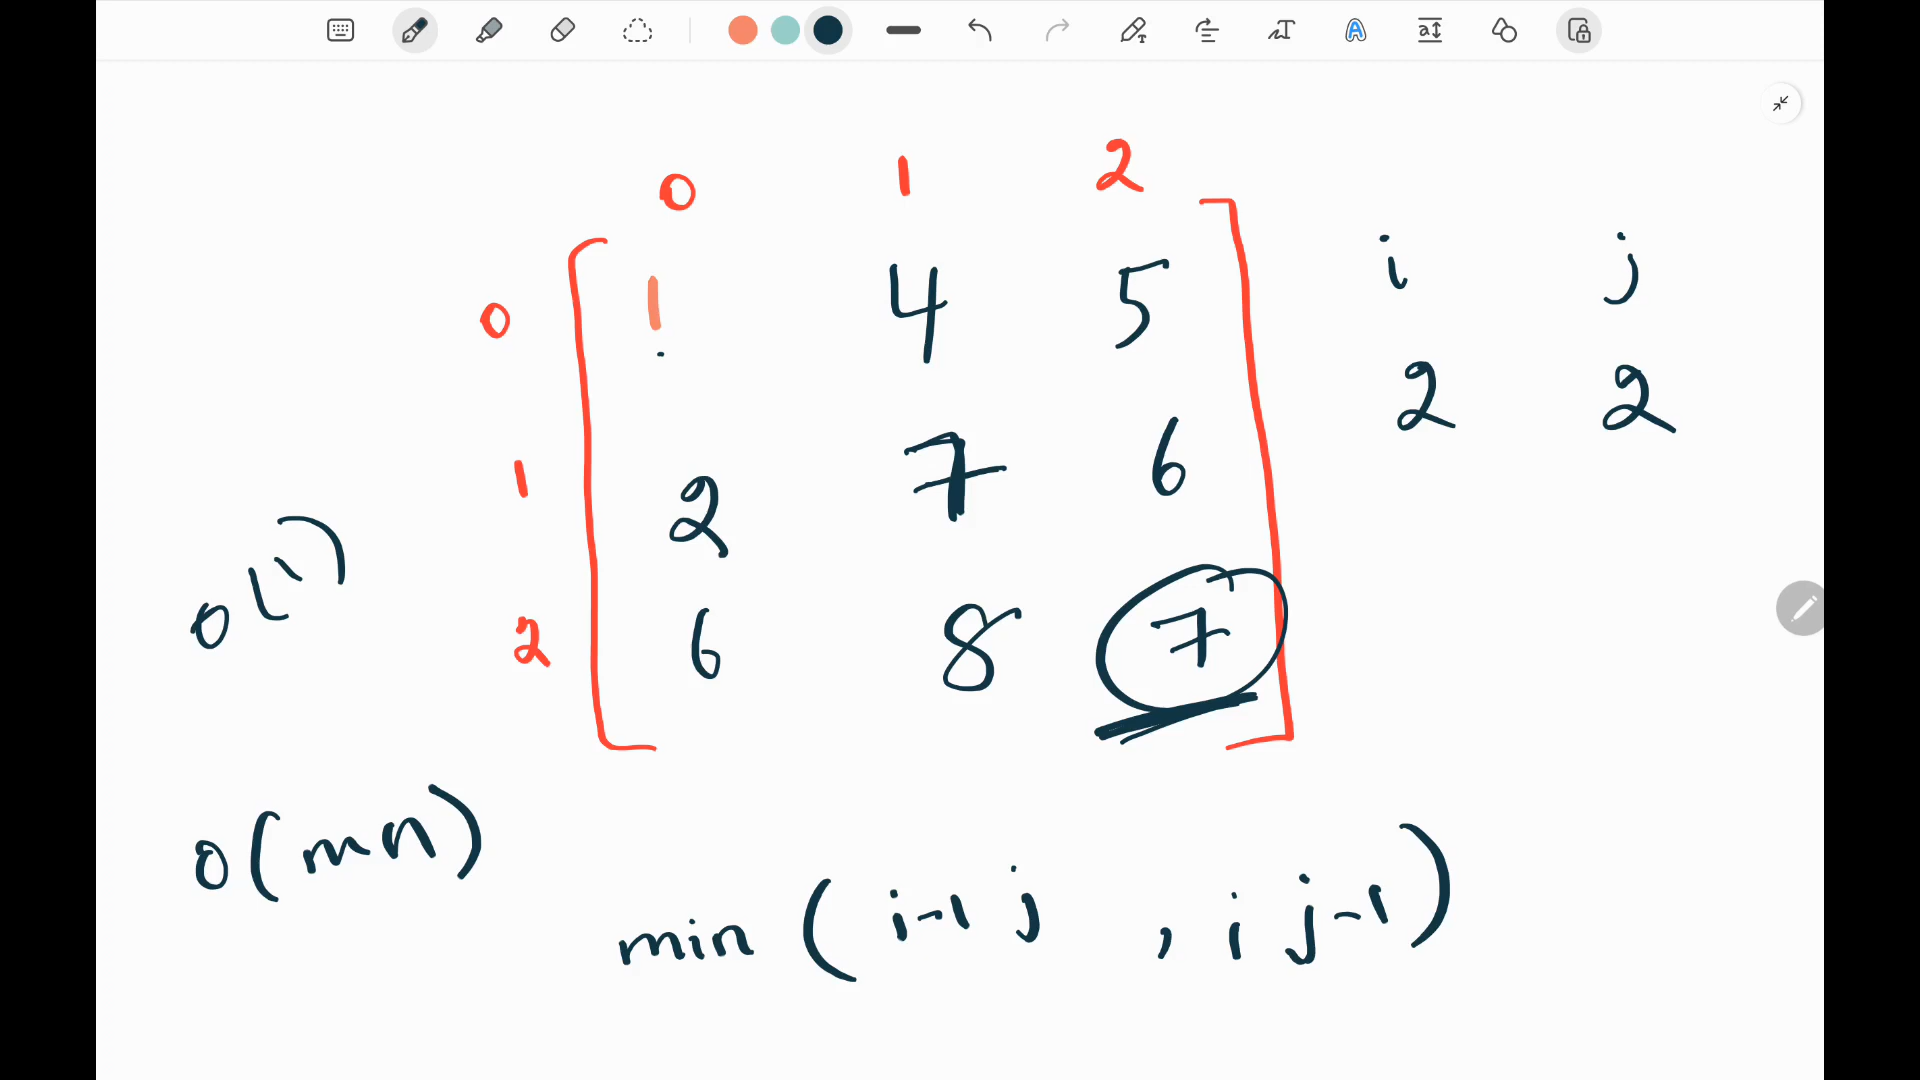 0 1 2
i j
0 1 4 5
2 2
1 2 7 6
o(1)
2 6 8 7
o(mn)
min ( i-1 j , i j-1 )